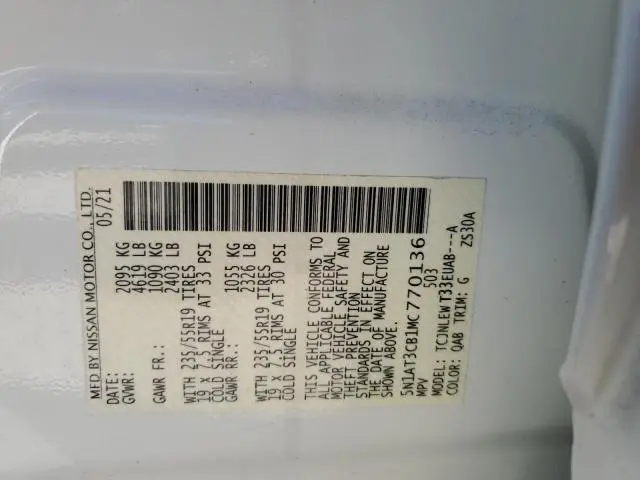 MFD BY NISSAN MOTOR CO., LTD.
DATE: 05/21
GVWR: 2095 KG
4619 LB
GAWR FR.: 1090 KG
2403 LB
WITH 235/55R19 TIRES
19 X 7.5 RIMS AT 33 PSI
COLD SINGLE
GAWR RR.: 1055 KG
2326 LB
WITH 235/55R19 TIRES
19 X 7.5 RIMS AT 30 PSI
COLD SINGLE
THIS VEHICLE CONFORMS TO
ALL APPLICABLE FEDERAL
MOTOR VEHICLE SAFETY AND
THEFT PREVENTION
STANDARDS IN EFFECT ON
THE DATE OF MANUFACTURE
SHOWN ABOVE.
5N1AT3CB1MC770136
MPV 503
MODEL: TCJNLEWT33EUAB---A
COLOR: QAB TRIM: G ZS30A